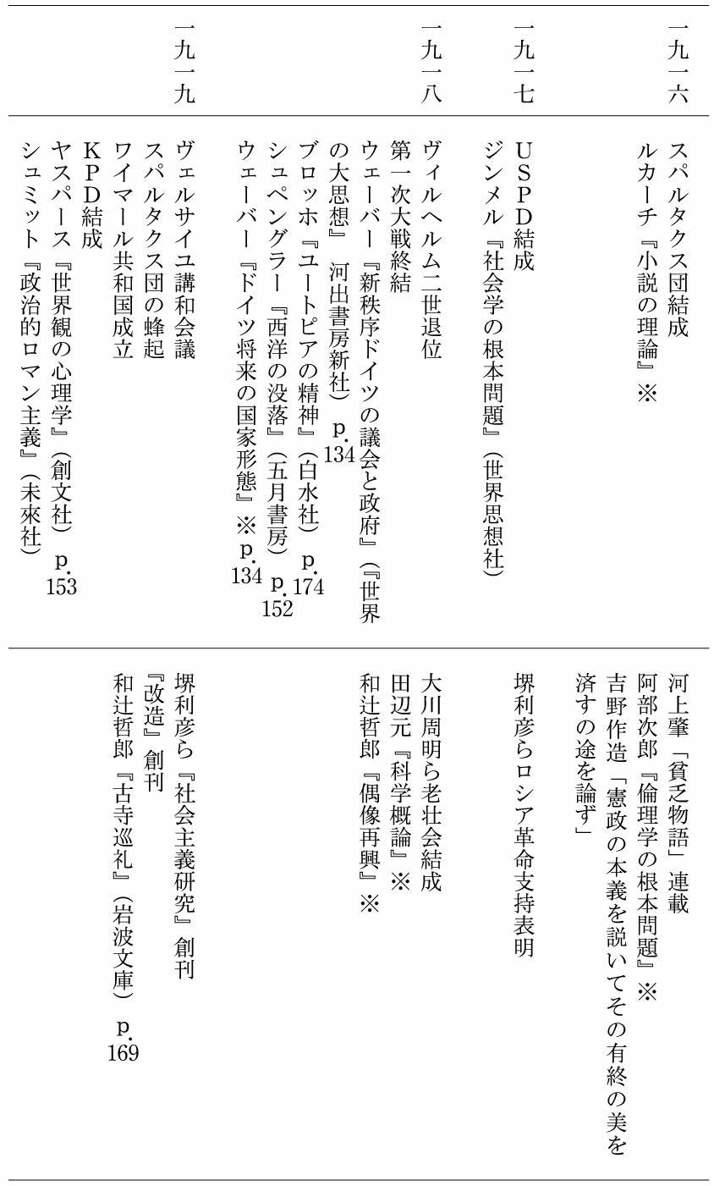 一九一六
スパルタクス団結成
ルカーチ『小説の理論』※
河上肇「貧乏物語」連載
阿部次郎『倫理学の根本問題』※
吉野作造「憲政の本義を説いてその有終の美を
済すの途を論ず」
一九一七
USPD結成
ジンメル『社会学の根本問題』（世界思想社）
堺利彦らロシア革命支持表明
一九一八
ヴィルヘルム二世退位
第一次大戦終結
ウェーバー『新秩序ドイツの議会と政府』（『世界
の大思想』　河出書房新社）p.134
ブロッホ『ユートピアの精神』（白水社）p.174
シュペングラー『西洋の没落』（五月書房）p.152
ウェーバー『ドイツ将来の国家形態』※p.134
大川周明ら老壮会結成
田辺元『科学概論』※
和辻哲郎『偶像再興』※
一九一九
ヴェルサイユ講和会議
スパルタクス団の蜂起
ワイマール共和国成立
KPD結成
ヤスパース『世界観の心理学』（創文社）p.153
シュミット『政治的ロマン主義』（未來社）
堺利彦ら『社会主義研究』創刊
『改造』創刊
和辻哲郎『古寺巡礼』（岩波文庫）p.169